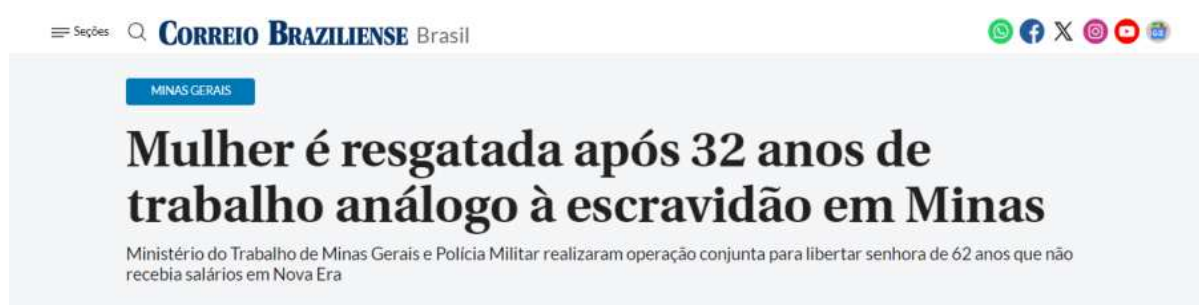 Seções CORREIO BRAZILIENSE Brasil
MINAS GERAIS
Mulher é resgatada após 32 anos de
trabalho análogo à escravidão em Minas
Ministério do Trabalho de Minas Gerais e Polícia Militar realizaram operação conjunta para libertar senhora de 62 anos que não
recebia salários em Nova Era